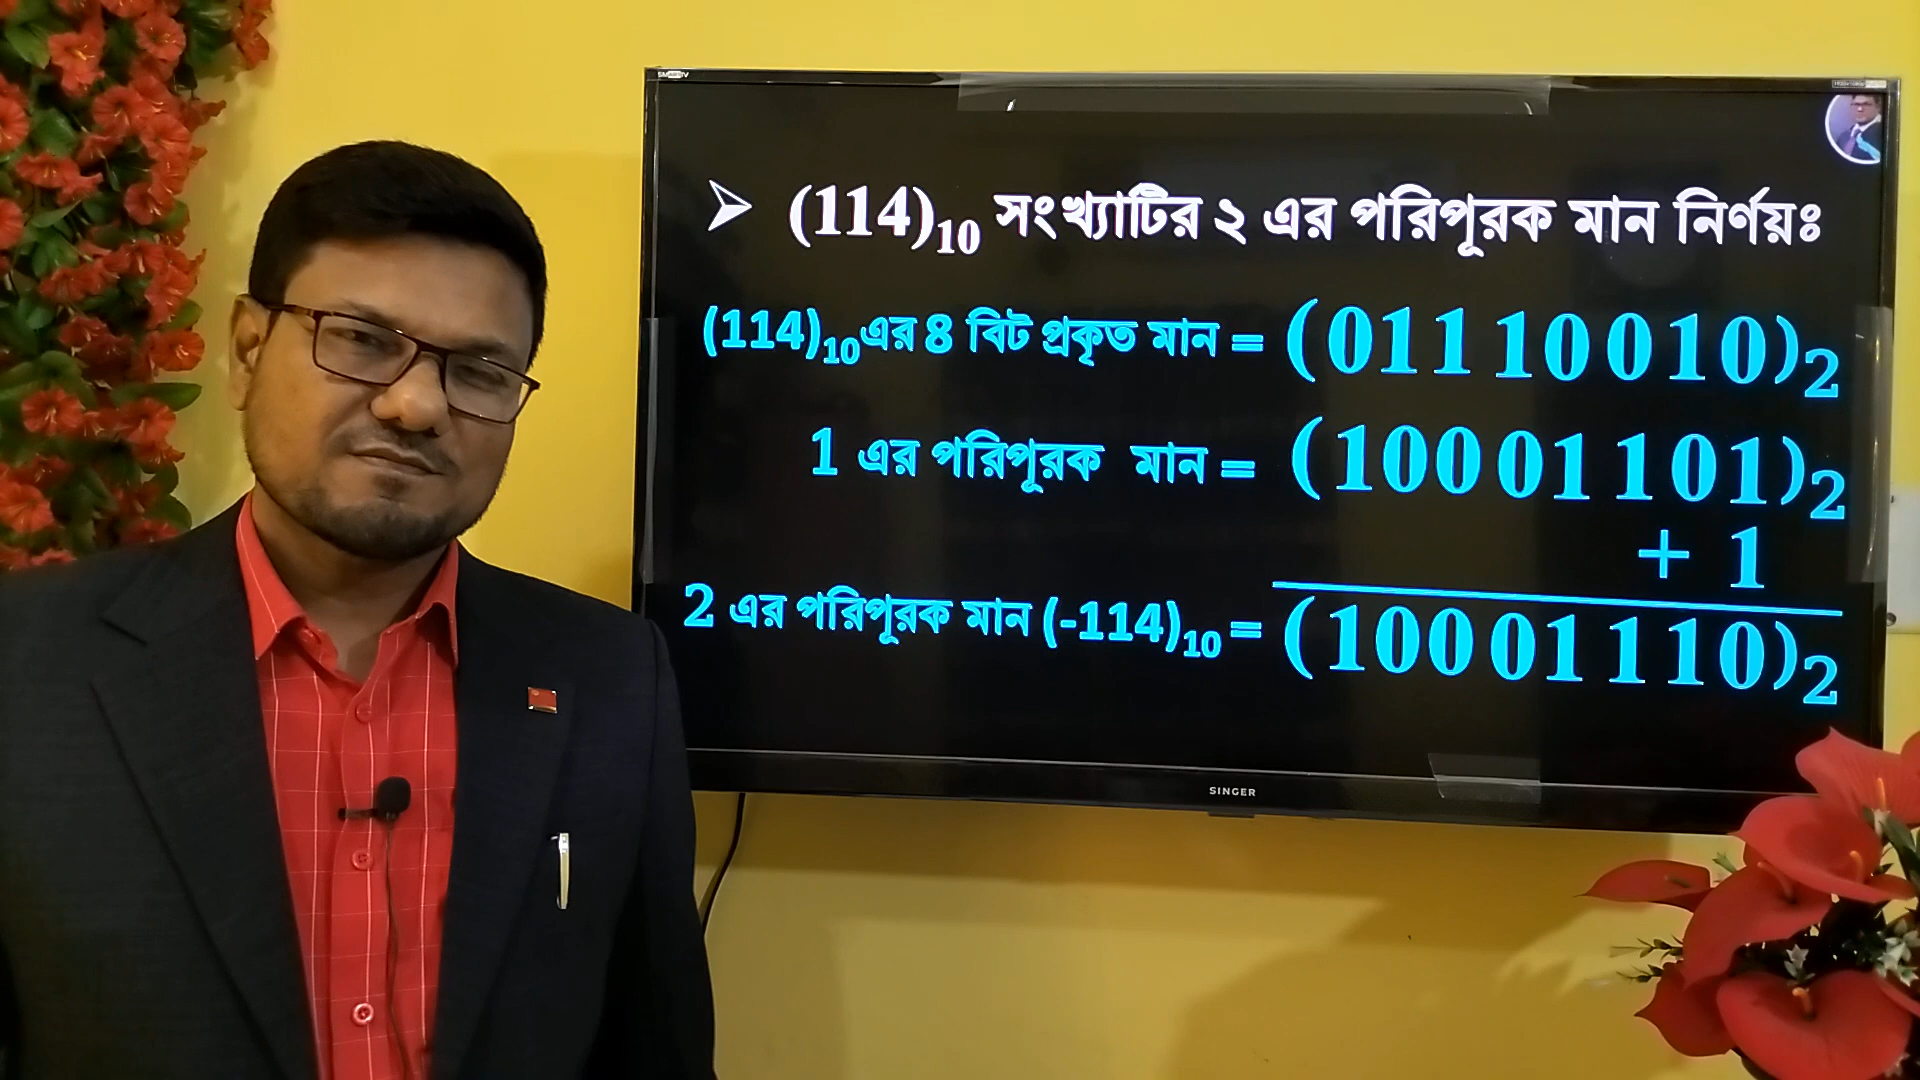 ➢ (114)₁₀ সংখ্যাটির ২ এর পরিপূরক মান নির্ণয়ঃ
(114)₁₀এর 8 বিট প্রকৃত মান = (01110010)₂
1 এর পরিপূরক মান = (10001101)₂
+ 1
2 এর পরিপূরক মান (-114)₁₀ = (10001110)₂
SINGER